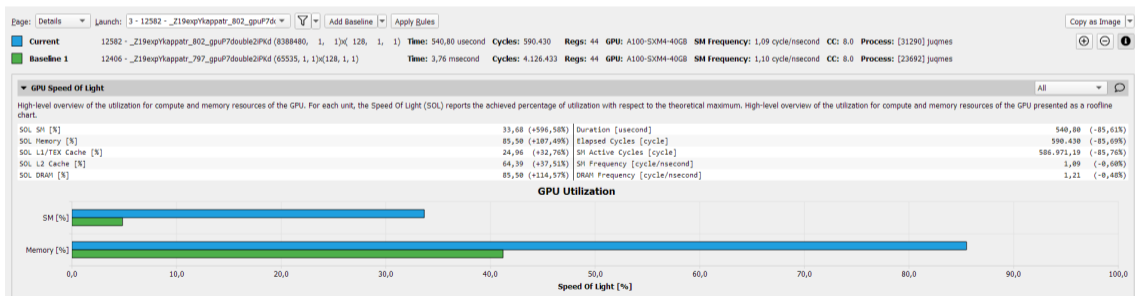 Page: Details Launch: 3 - 12582 - _Z19expYkappatr_802_gpuP7dc Add Baseline Apply Rules Copy as Image
Current 12582 - _Z19expYkappatr_802_gpuP7double2iPKd (8388480, 1, 1)x( 128, 1, 1) Time: 540,80 usecond Cycles: 590.430 Regs: 44 GPU: A100-SXM4-40GB SM Frequency: 1,09 cycle/nsecond CC: 8.0 Process: [31290] juqmes
Baseline 1 12406 - _Z19expYkappatr_797_gpuP7double2iPKd (65535, 1, 1)x(128, 1, 1) Time: 3,76 msecond Cycles: 4.126.433 Regs: 44 GPU: A100-SXM4-40GB SM Frequency: 1,10 cycle/nsecond CC: 8.0 Process: [23692] juqmes
GPU Speed Of Light All
High-level overview of the utilization for compute and memory resources of the GPU. For each unit, the Speed Of Light (SOL) reports the achieved percentage of utilization with respect to the theoretical maximum. High-level overview of the utilization for compute and memory resources of the GPU presented as a roofline
chart.
SOL SM [%] 33,68 (+596,58%) Duration [usecond] 540,80 (-85,61%)
SOL Memory [%] 85,50 (+107,49%) Elapsed Cycles [cycle] 590.430 (-85,69%)
SOL L1/TEX Cache [%] 24,96 (+32,76%) SM Active Cycles [cycle] 586.971,19 (-85,76%)
SOL L2 Cache [%] 64,39 (+37,51%) SM Frequency [cycle/nsecond] 1,09 (-0,60%)
SOL DRAM [%] 85,50 (+114,57%) DRAM Frequency [cycle/nsecond] 1,21 (-0,48%)
GPU Utilization
SM [%]
Memory [%]
0,0 10,0 20,0 30,0 40,0 50,0 60,0 70,0 80,0 90,0 100,0
Speed Of Light [%]